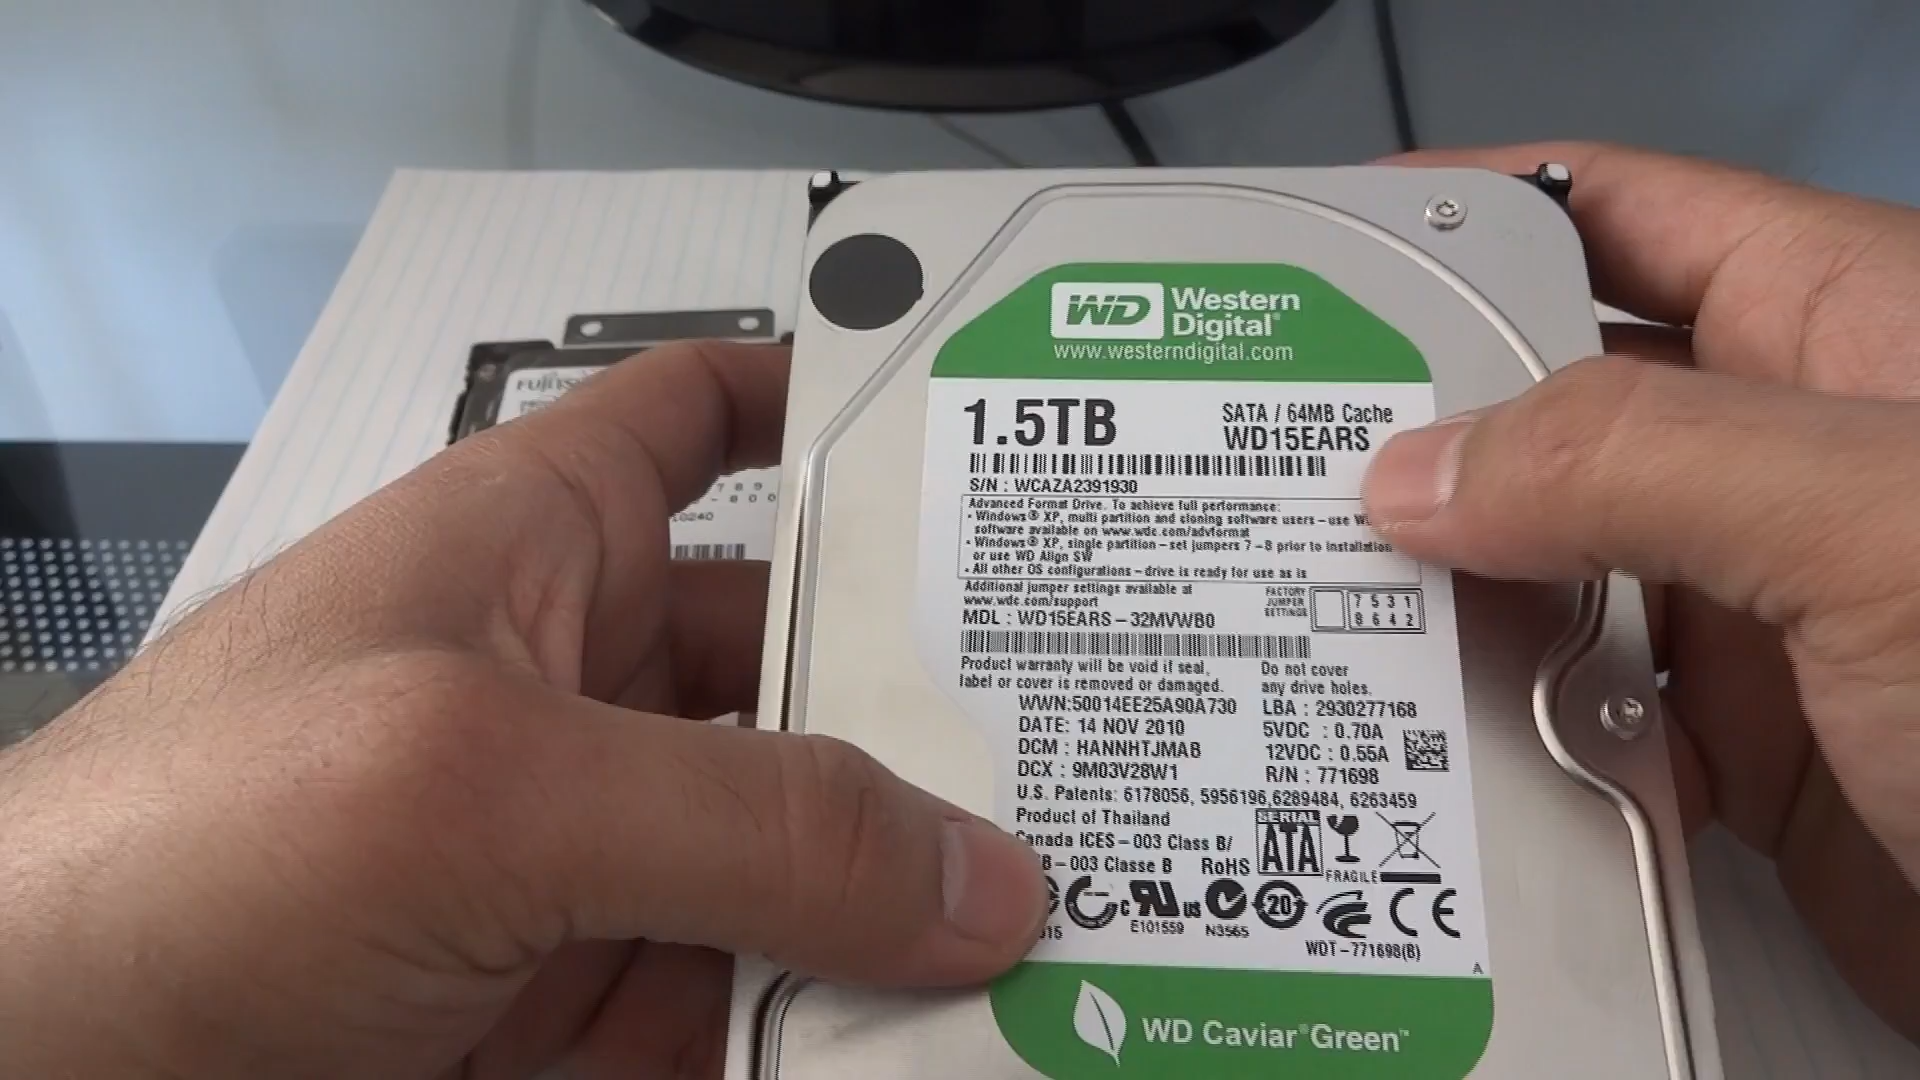 WD Western Digital
www.westerndigital.com
1.5TB
SATA / 64MB Cache
WD15EARS
S/N : WCAZA2391930
Advanced Format Drive. To achieve full performance:
• Windows® XP, multi partition and cloning software users – use
software available on www.wdc.com/advformat
• Windows® XP, single partition – set jumpers 7 – 8 prior to installation
or use WD Align SW
• All other OS configurations – drive is ready for use as is
Additional jumper settings available at
www.wdc.com/support
FACTORY
JUMPER
SETTINGS
7 5 3 1
8 6 4 2
MDL : WD15EARS – 32MVWB0
Product warranty will be void if seal,
label or cover is removed or damaged.
Do not cover
any drive holes.
WWN:50014EE25A90A730
LBA : 2930277168
DATE: 14 NOV 2010
5VDC : 0.70A
DCM : HANNHTJMAB
12VDC : 0.55A
DCX : 9M03V28W1
R/N : 771698
U.S. Patents: 6178056, 5956196,6289484, 6263459
Product of Thailand
Canada ICES – 003 Class B/
B – 003 Classe B
RoHS
SERIAL
ATA
FRAGILE
C UL US
20
CE
E101559
N3565
WDT – 771698(B)
A
WD Caviar® Green™
10240